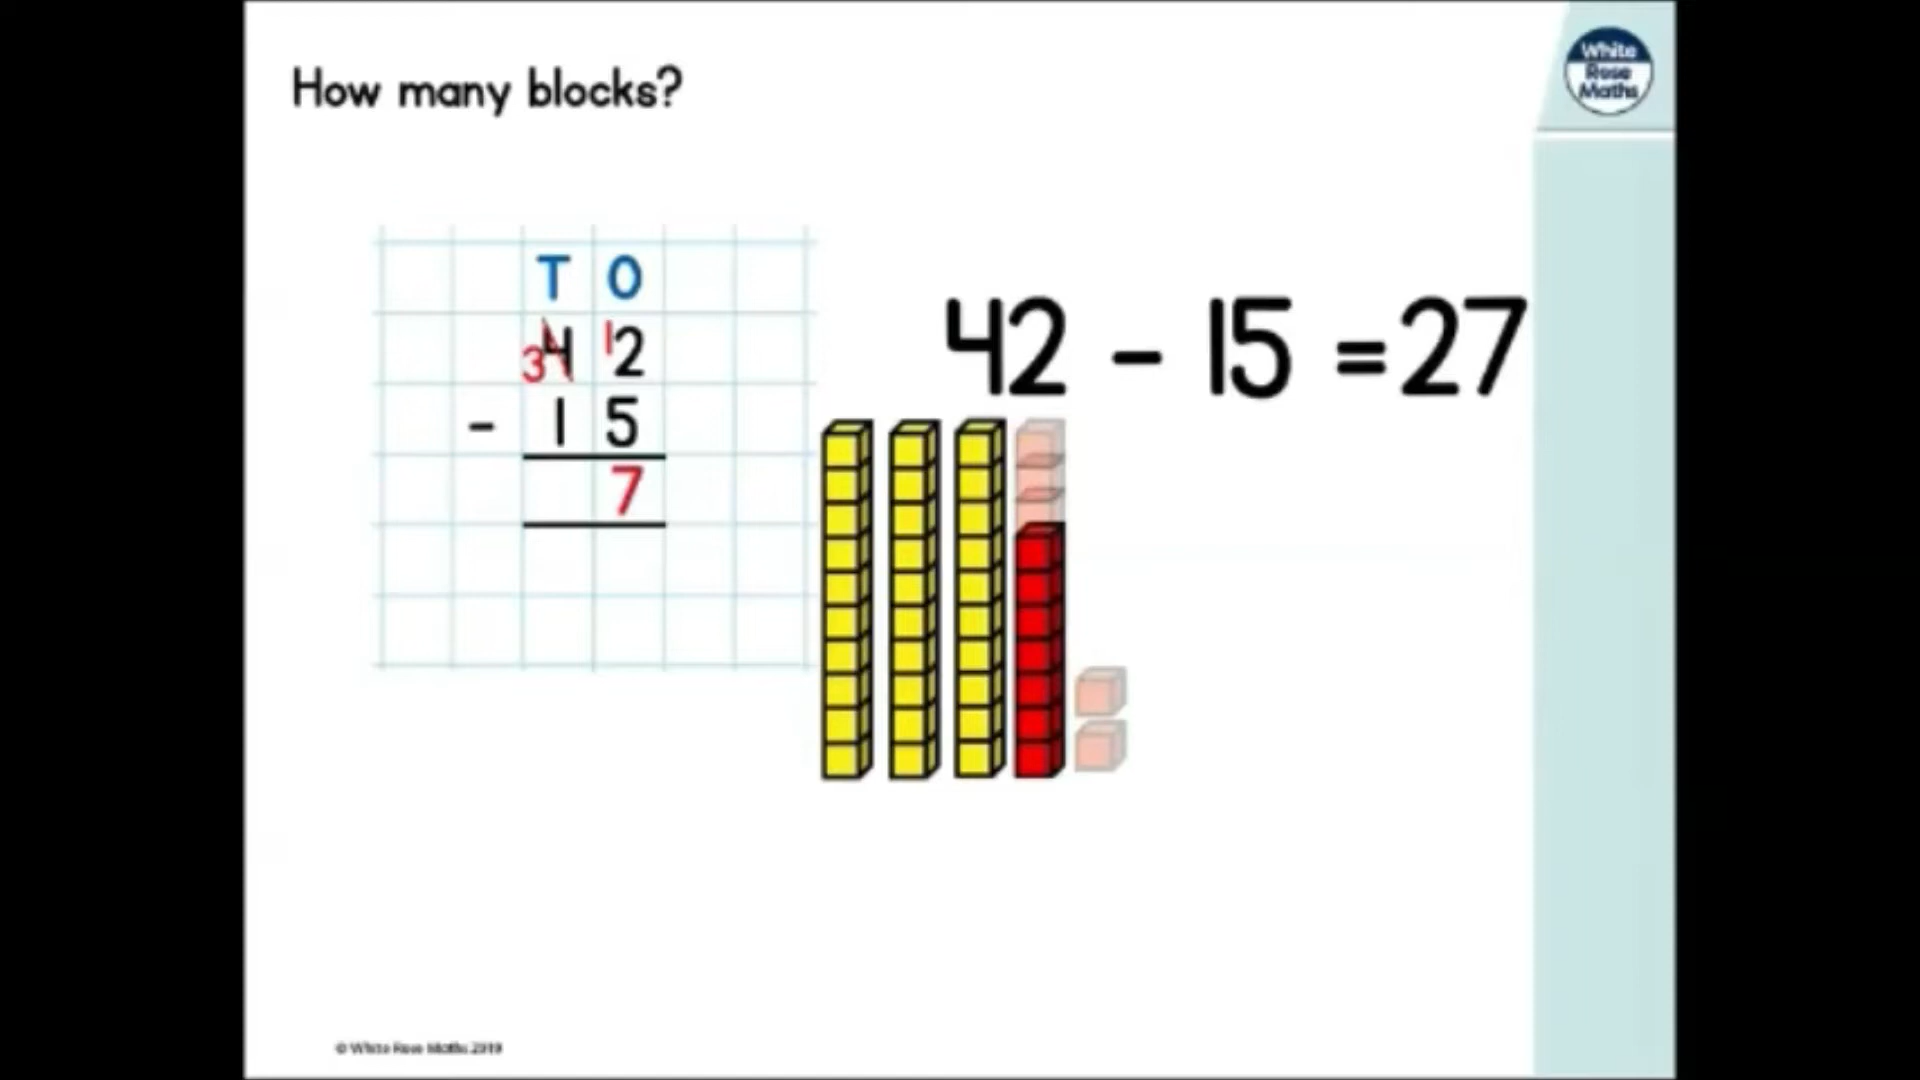 How many blocks?
White
Rose
Maths
T O
3 4 1 2
- 1 5
7
42 - 15 = 27
© White Rose Maths 2019